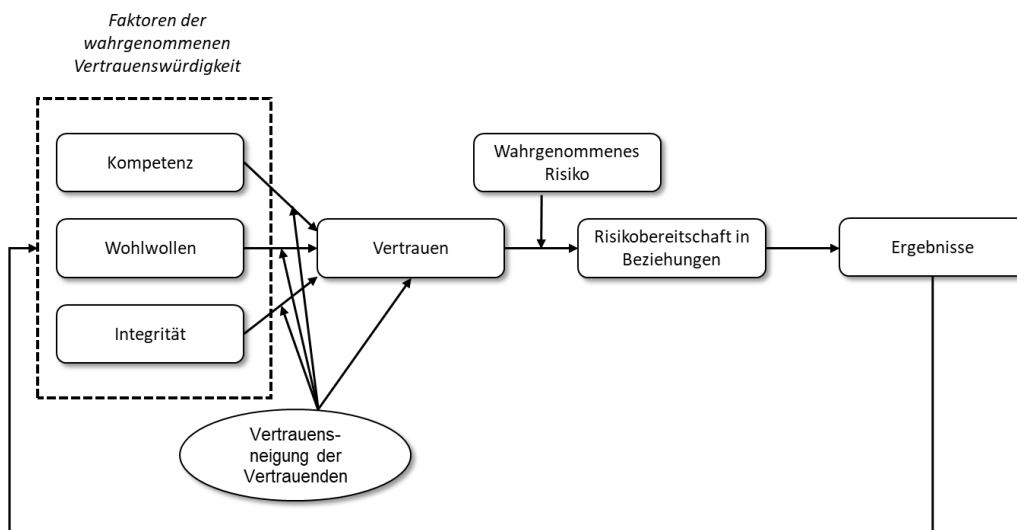 Faktoren der
wahrgenommenen
Vertrauenswürdigkeit
Kompetenz
Wohlwollen
Integrität
Vertrauen
Wahrgenommenes
Risiko
Risikobereitschaft in
Beziehungen
Ergebnisse
Vertrauens-
neigung der
Vertrauenden